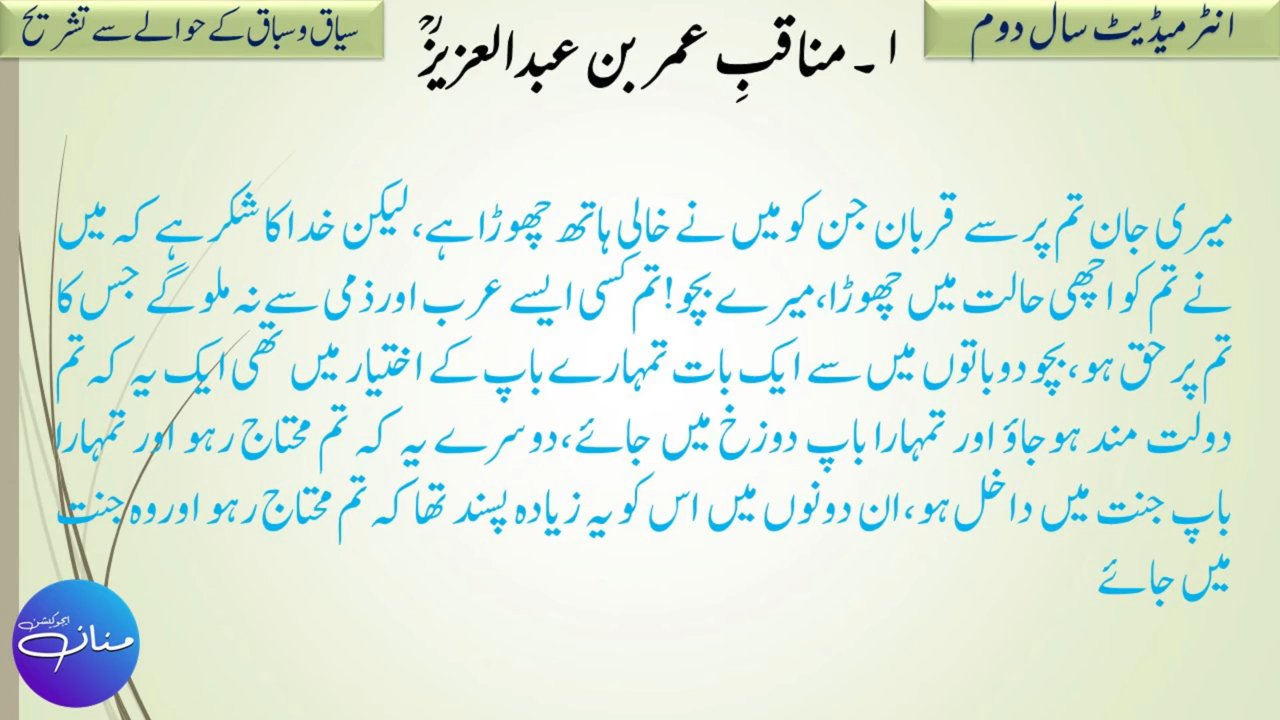 انٹرمیڈیٹ سال دوم
۱۔ مناقبِ عمر بن عبدالعزیزؒ
سیاق وسباق کے حوالے سے تشریح
میری جان تم پر سے قربان جن کو میں نے خالی ہاتھ چھوڑا ہے، لیکن خدا کا شکر ہے کہ میں
نے تم کو اچھی حالت میں چھوڑا، میرے بچو! تم کسی ایسے عرب اور ذمی سے نہ ملو گے جس کا
تم پر حق ہو، بچو دو باتوں میں سے ایک بات تمہارے باپ کے اختیار میں تھی ایک یہ کہ تم
دولت مند ہو جاؤ اور تمہارا باپ دوزخ میں جائے، دوسرے یہ کہ تم محتاج رہو اور تمہارا
باپ جنت میں داخل ہو، ان دونوں میں اس کو یہ زیادہ پسند تھا کہ تم محتاج رہو اور وہ جنت
میں جائے
منان ایجوکیشن